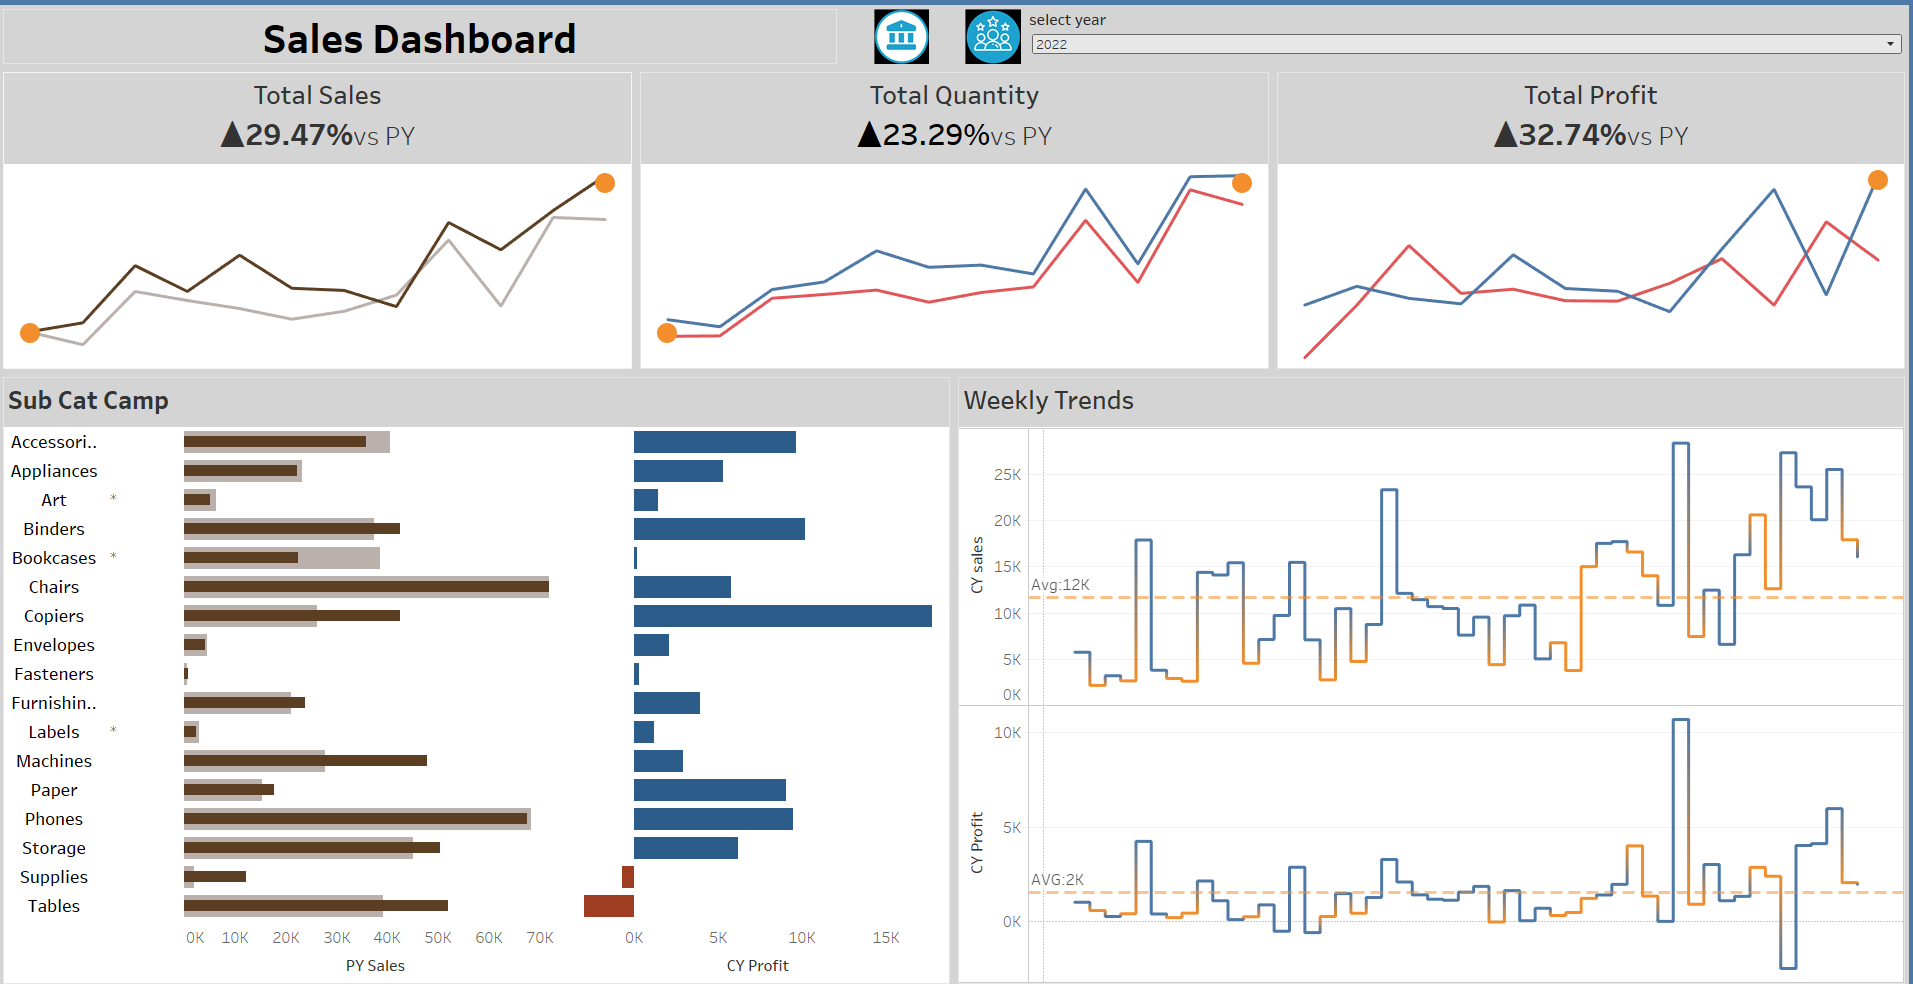 Sales Dashboard
select year
2022
Total Sales
▲29.47%vs PY
Total Quantity
▲23.29%vs PY
Total Profit
▲32.74%vs PY
Sub Cat Camp
Accessori..
Appliances
Art *
Binders
Bookcases *
Chairs
Copiers
Envelopes
Fasteners
Furnishin..
Labels *
Machines
Paper
Phones
Storage
Supplies
Tables
0K 10K 20K 30K 40K 50K 60K 70K
PY Sales
0K 5K 10K 15K
CY Profit
Weekly Trends
CY sales
25K
20K
15K
Avg:12K
10K
5K
0K
CY Profit
10K
5K
AVG:2K
0K